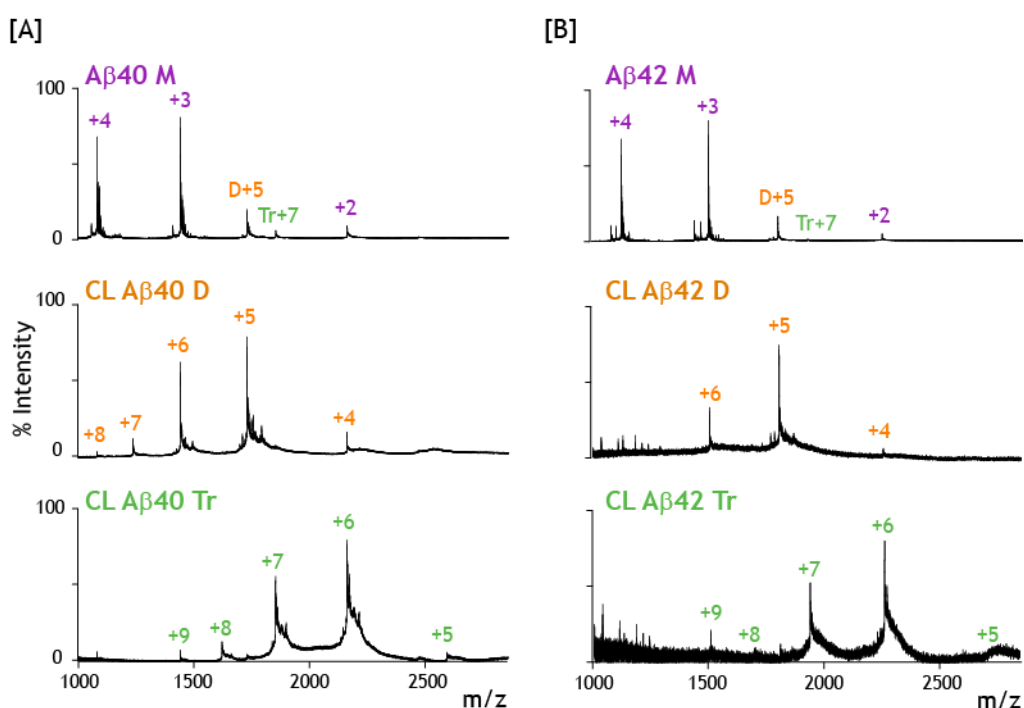 [A]
[B]
Aβ40 M
Aβ42 M
100
0
+4
+3
D+5
Tr+7
+2
+4
+3
D+5
Tr+7
+2
CL Aβ40 D
CL Aβ42 D
% Intensity
100
0
+8
+7
+6
+5
+4
+6
+5
+4
CL Aβ40 Tr
CL Aβ42 Tr
100
0
+9
+8
+7
+6
+5
+9
+8
+7
+6
+5
1000
1500
2000
2500
m/z
1000
1500
2000
2500
m/z